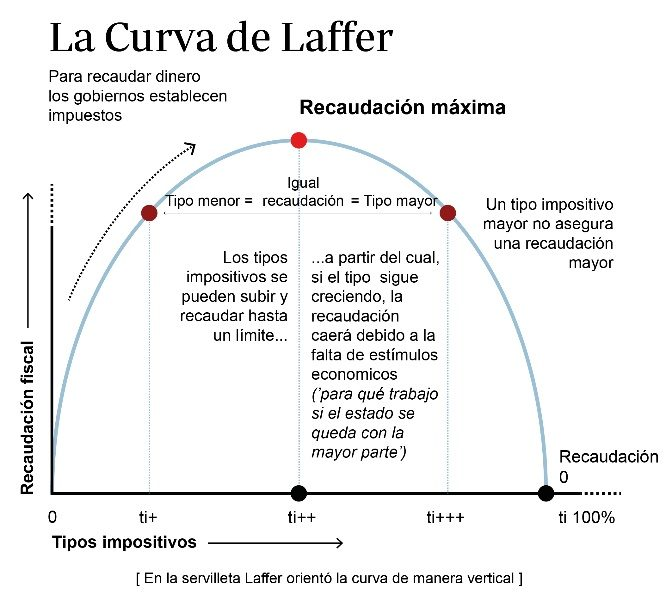 La Curva de Laffer
Para recaudar dinero
los gobiernos establecen
impuestos
Recaudación máxima
Igual
Tipo menor = recaudación = Tipo mayor
Un tipo impositivo
mayor no asegura
una recaudación
mayor
Los tipos
impositivos se
pueden subir y
recaudar hasta
un límite...
...a partir del cual,
si el tipo sigue
creciendo, la
recaudación
caerá debido a la
falta de estímulos
economicos
('para qué trabajo
si el estado se
queda con la
mayor parte')
Recaudación fiscal
Recaudación
0
0
ti+
ti++
ti+++
ti 100%
Tipos impositivos
[ En la servilleta Laffer orientó la curva de manera vertical ]